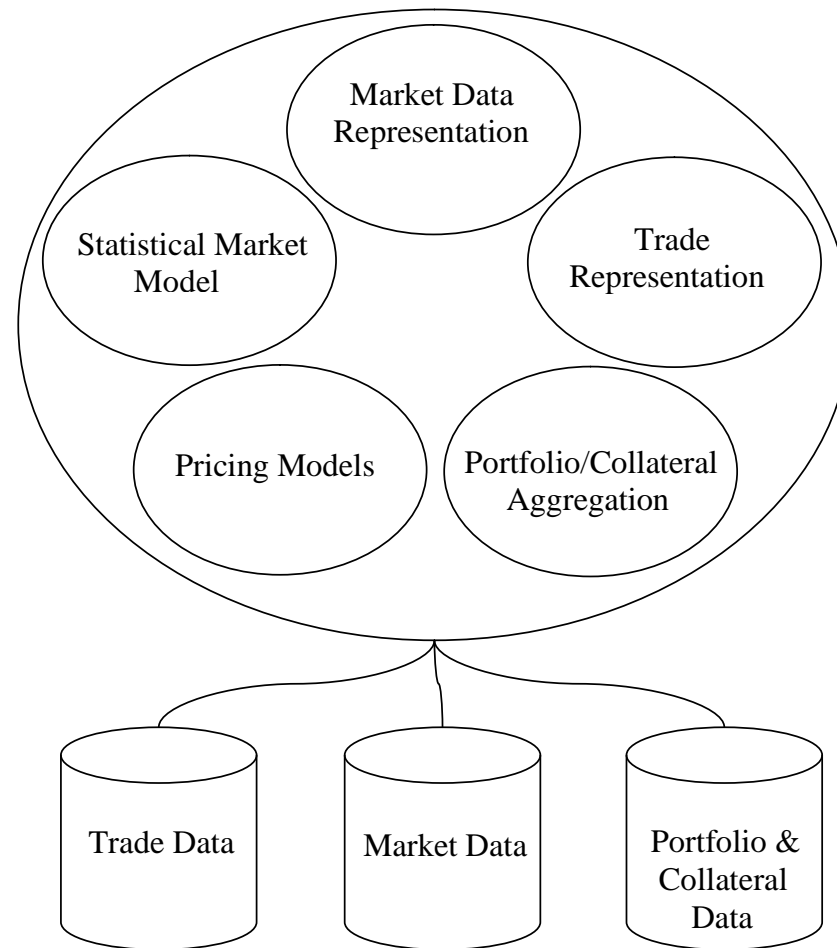 Market Data
Representation
Statistical Market
Model
Trade
Representation
Pricing Models
Portfolio/Collateral
Aggregation
Trade Data
Market Data
Portfolio &
Collateral
Data